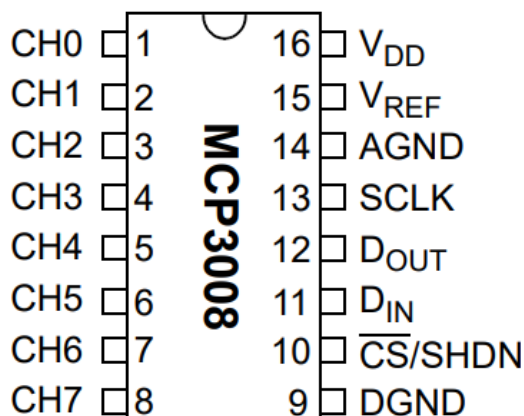 CH0 1 16 VDD
CH1 2 15 VREF
CH2 3 14 AGND
CH3 4 13 SCLK
CH4 5 12 DOUT
CH5 6 11 DIN
CH6 7 10 C̅S̅/SHDN
CH7 8 9 DGND
MCP3008